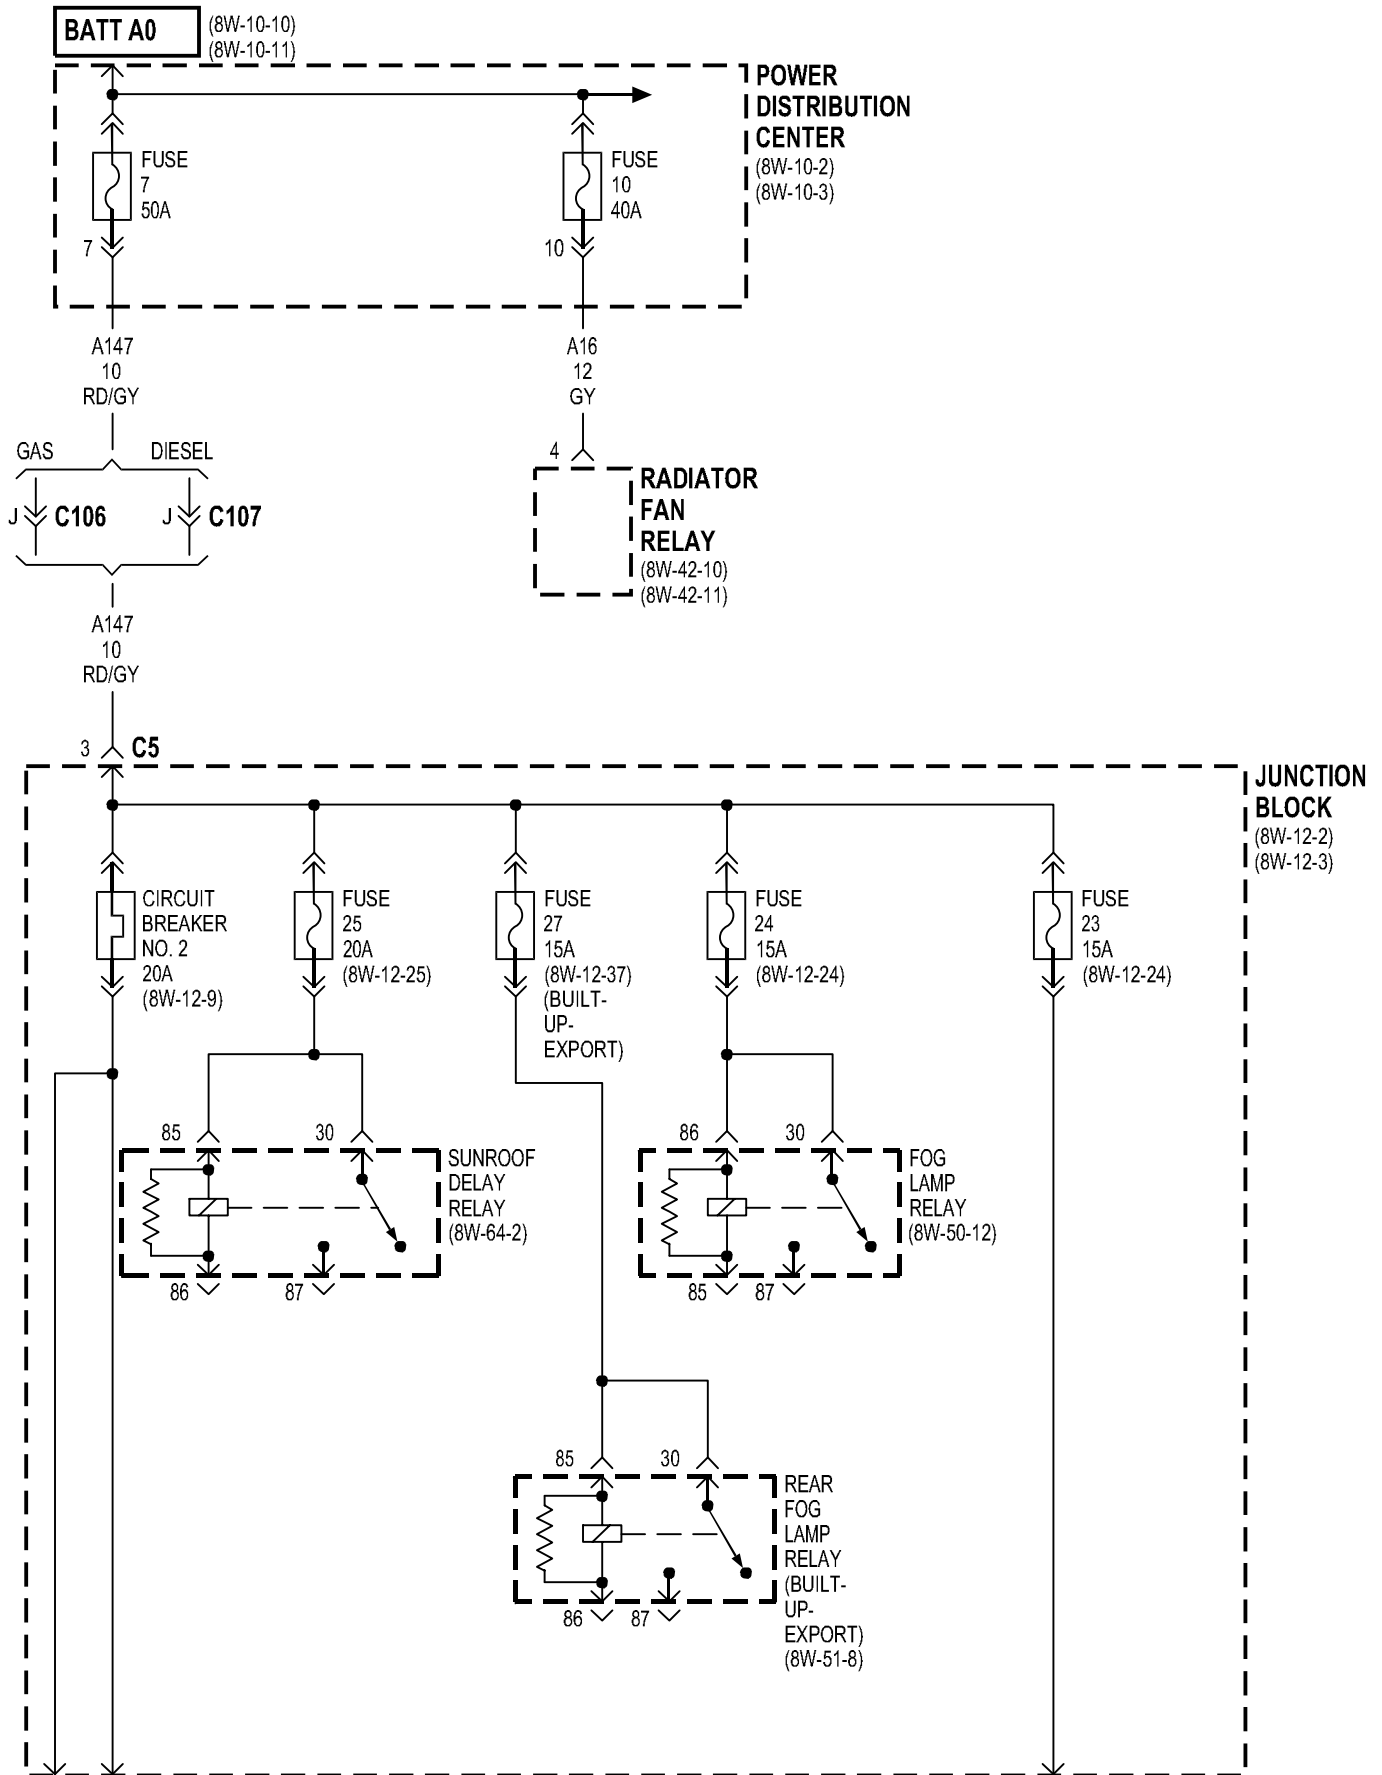 BATT A0
(8W-10-10)
(8W-10-11)
POWER
DISTRIBUTION
CENTER
(8W-10-2)
(8W-10-3)
FUSE
7
50A
7
FUSE
10
40A
10
A147
10
RD/GY
A16
12
GY
GAS
DIESEL
J
C106
J
C107
4
RADIATOR
FAN
RELAY
(8W-42-10)
(8W-42-11)
A147
10
RD/GY
3
C5
JUNCTION
BLOCK
(8W-12-2)
(8W-12-3)
CIRCUIT
BREAKER
NO. 2
20A
(8W-12-9)
FUSE
25
20A
(8W-12-25)
FUSE
27
15A
(8W-12-37)
(BUILT-
UP-
EXPORT)
FUSE
24
15A
(8W-12-24)
FUSE
23
15A
(8W-12-24)
85
30
SUNROOF
DELAY
RELAY
(8W-64-2)
86
87
86
30
FOG
LAMP
RELAY
(8W-50-12)
85
87
85
30
REAR
FOG
LAMP
RELAY
(BUILT-
UP-
EXPORT)
(8W-51-8)
86
87